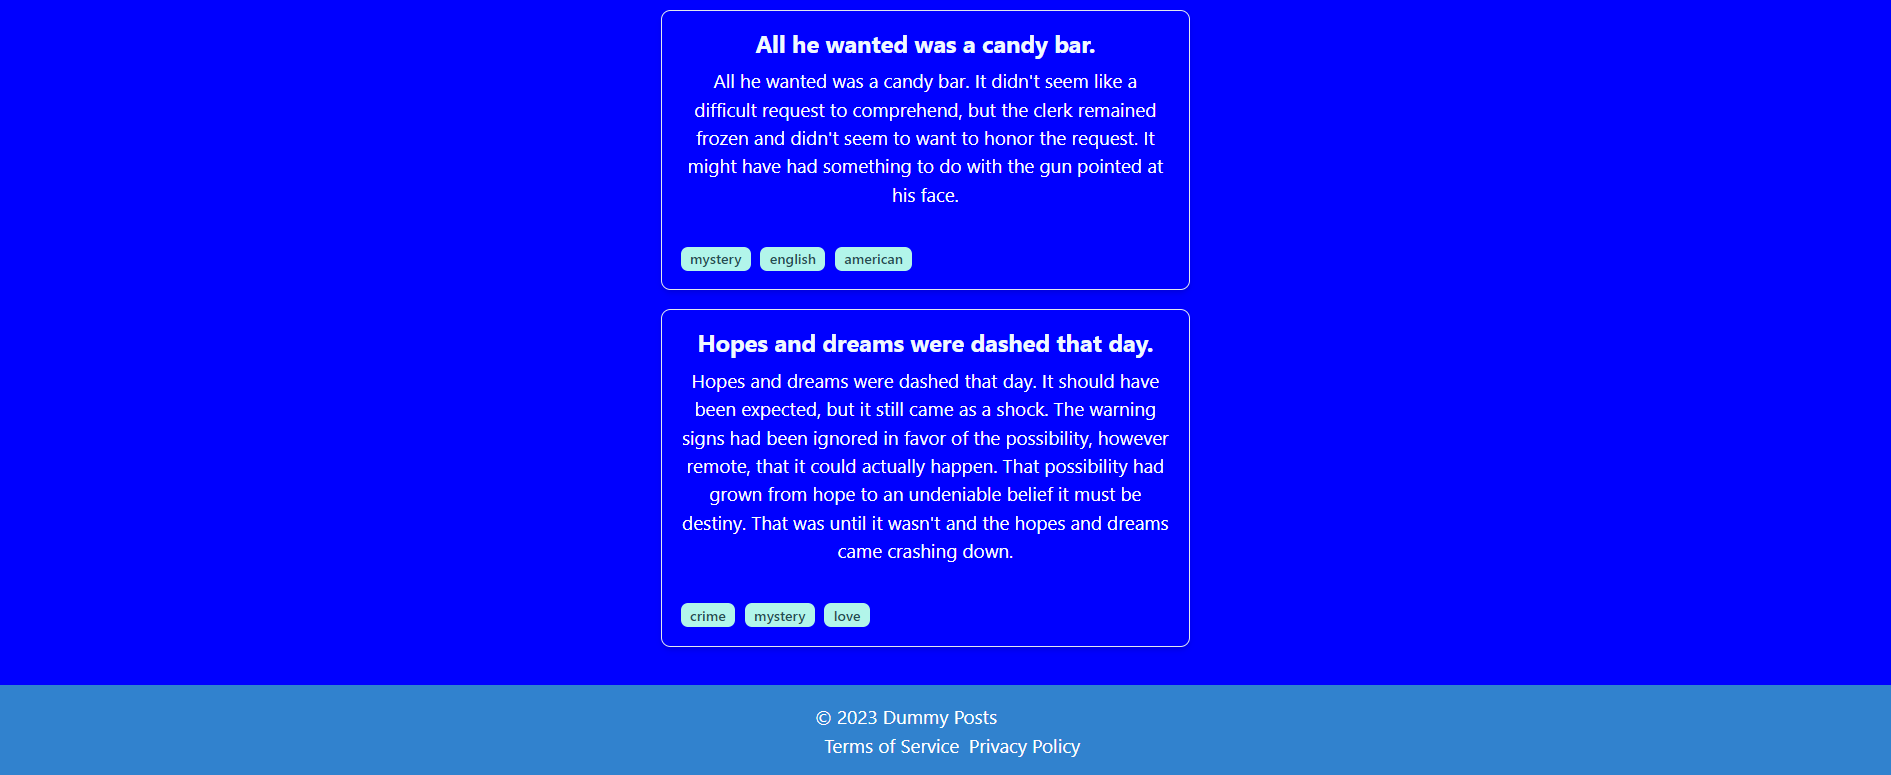 All he wanted was a candy bar.
All he wanted was a candy bar. It didn't seem like a
difficult request to comprehend, but the clerk remained
frozen and didn't seem to want to honor the request. It
might have had something to do with the gun pointed at
his face.
mystery english american
Hopes and dreams were dashed that day.
Hopes and dreams were dashed that day. It should have
been expected, but it still came as a shock. The warning
signs had been ignored in favor of the possibility, however
remote, that it could actually happen. That possibility had
grown from hope to an undeniable belief it must be
destiny. That was until it wasn't and the hopes and dreams
came crashing down.
crime mystery love
© 2023 Dummy Posts
Terms of Service Privacy Policy